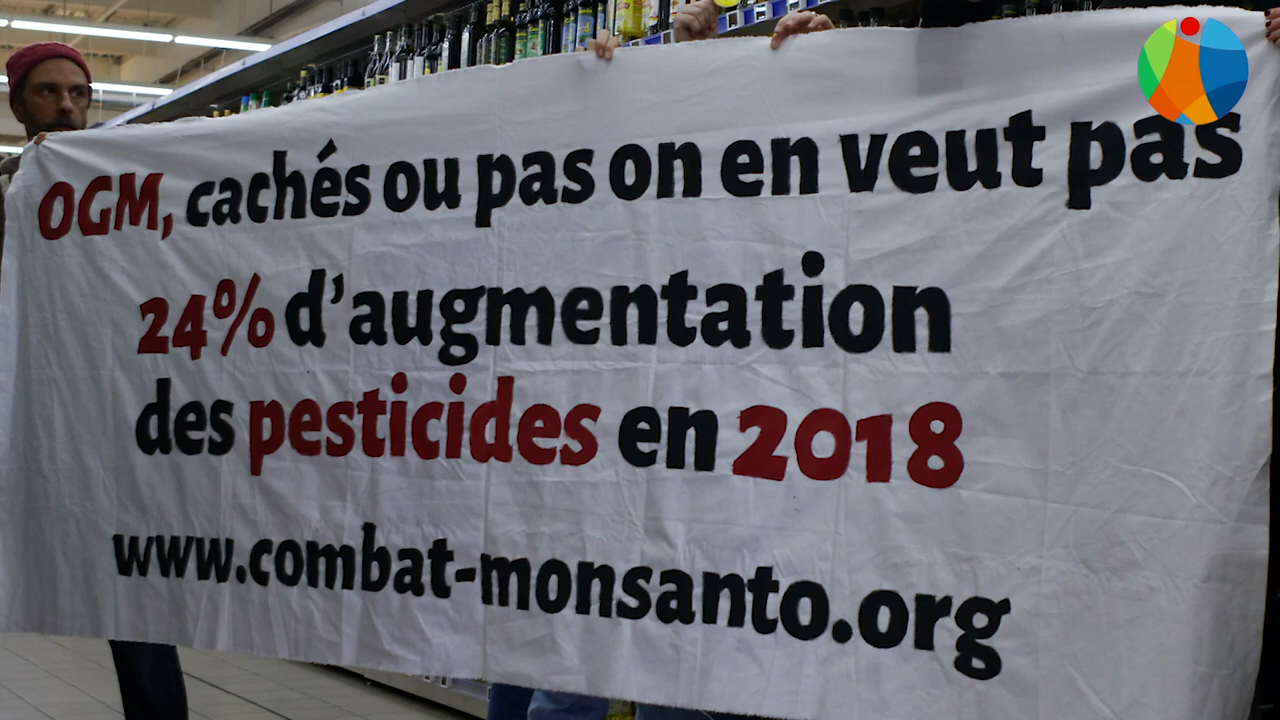 OGM, cachés ou pas on en veut pas
24% d'augmentation
des pesticides en 2018
www.combat-monsanto.org